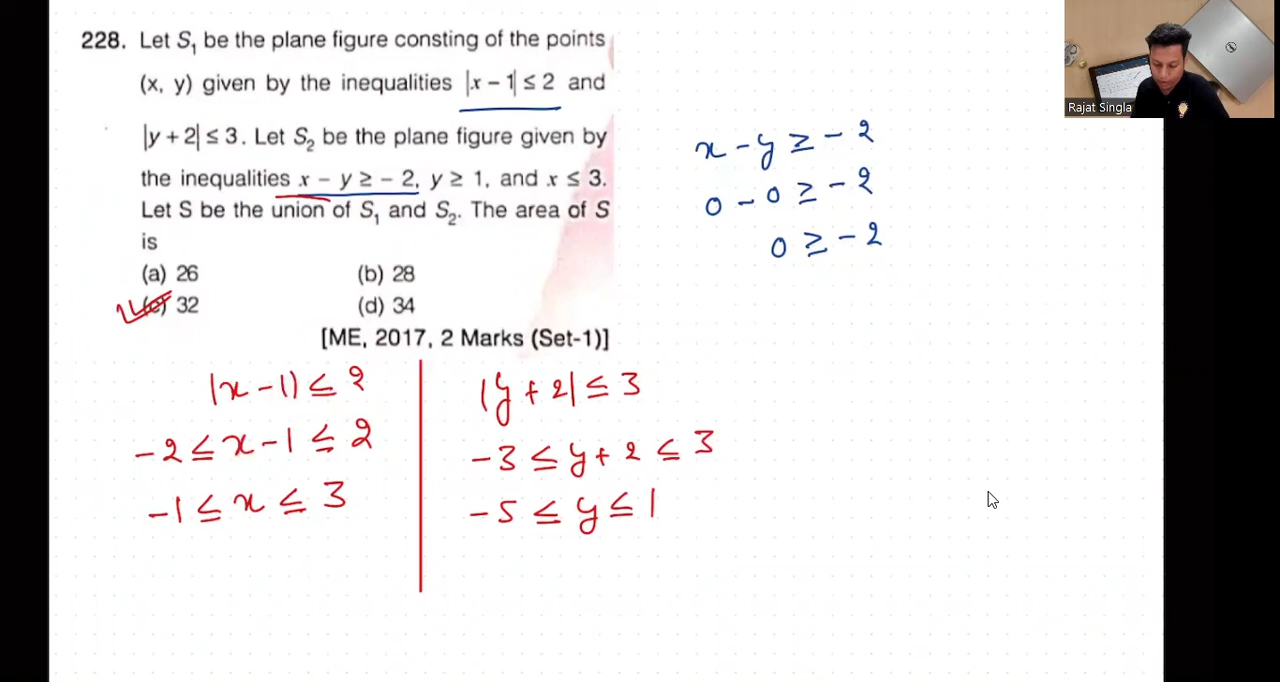 228. Let S₁ be the plane figure consting of the points
(x, y) given by the inequalities |x – 1| ≤ 2 and
|y + 2| ≤ 3. Let S₂ be the plane figure given by
the inequalities x – y ≥ – 2, y ≥ 1, and x ≤ 3.
Let S be the union of S₁ and S₂. The area of S
is
(a) 26 (b) 28
(c) 32 (d) 34
[ME, 2017, 2 Marks (Set-1)]
|x – 1| ≤ 2
–2 ≤ x – 1 ≤ 2
–1 ≤ x ≤ 3
|y + 2| ≤ 3
–3 ≤ y + 2 ≤ 3
–5 ≤ y ≤ 1
x – y ≥ – 2
0 – 0 ≥ – 2
0 ≥ – 2
Rajat Singla